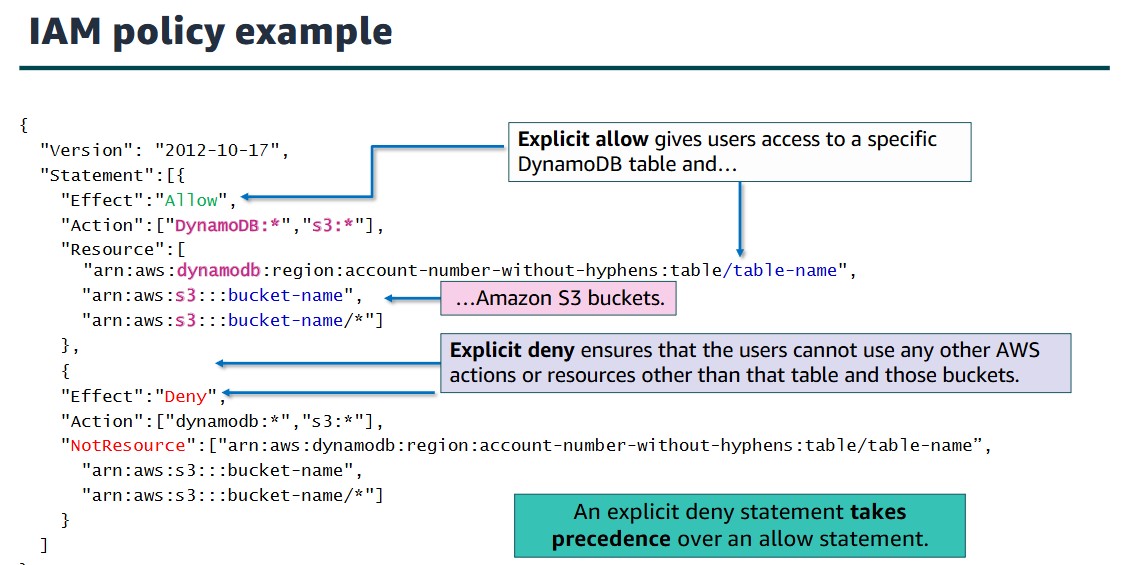 IAM policy example
{
"Version": "2012-10-17",
"Statement":[{
"Effect":"Allow",
"Action":["DynamoDB:*","s3:*"],
"Resource":[
"arn:aws:dynamodb:region:account-number-without-hyphens:table/table-name",
"arn:aws:s3:::bucket-name",
"arn:aws:s3:::bucket-name/*"]
},
{
"Effect":"Deny",
"Action":["dynamodb:*","s3:*"],
"NotResource":["arn:aws:dynamodb:region:account-number-without-hyphens:table/table-name”,
"arn:aws:s3:::bucket-name",
"arn:aws:s3:::bucket-name/*"]
}
]
Explicit allow gives users access to a specific
DynamoDB table and…
…Amazon S3 buckets.
Explicit deny ensures that the users cannot use any other AWS
actions or resources other than that table and those buckets.
An explicit deny statement takes
precedence over an allow statement.